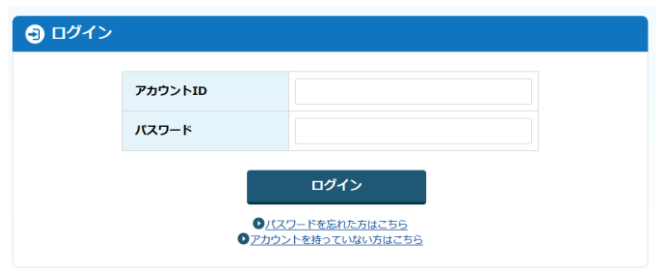 ログイン
アカウントID
パスワード
ログイン
パスワードを忘れた方はこちら
アカウントを持っていない方はこちら